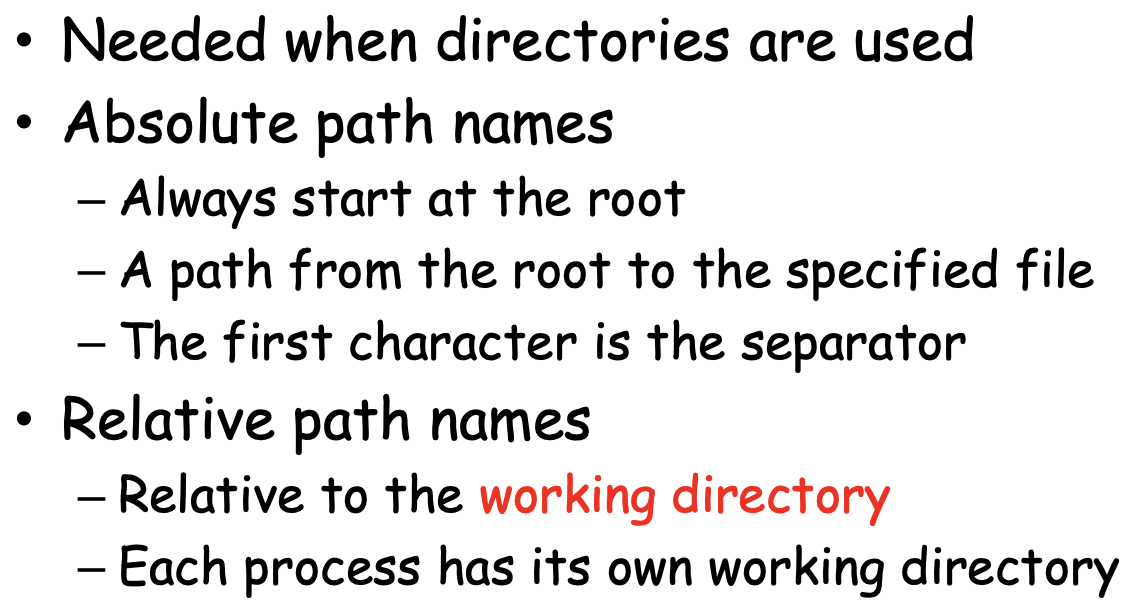 • Needed when directories are used
• Absolute path names
– Always start at the root
– A path from the root to the specified file
– The first character is the separator
• Relative path names
– Relative to the working directory
– Each process has its own working directory